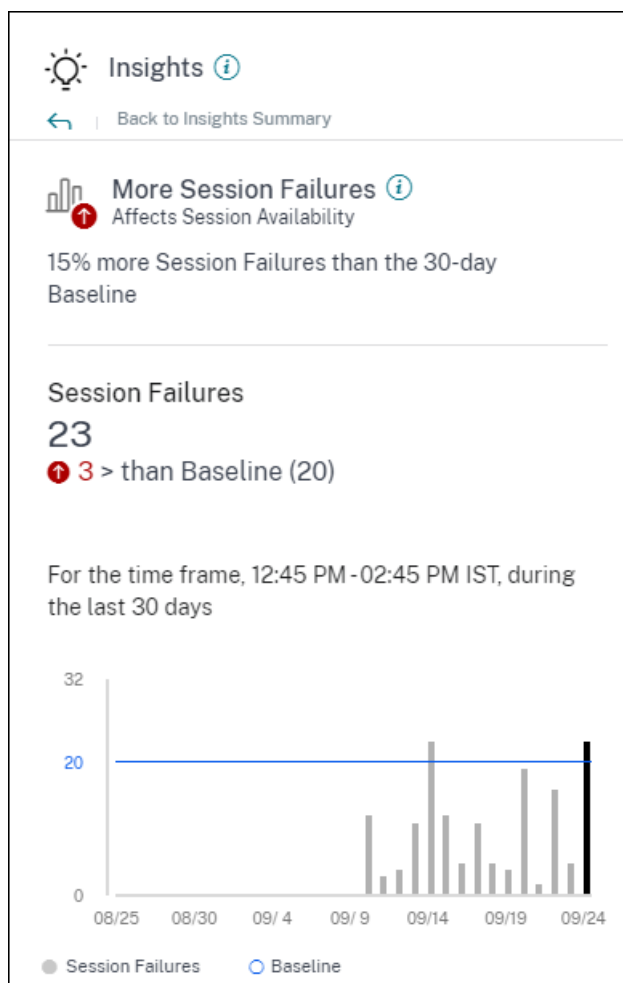 Insights i
Back to Insights Summary
More Session Failures i
Affects Session Availability
15% more Session Failures than the 30-day
Baseline
Session Failures
23
3 > than Baseline (20)
For the time frame, 12:45 PM - 02:45 PM IST, during
the last 30 days
32
20
0
08/25 08/30 09/ 4 09/ 9 09/14 09/19 09/24
Session Failures Baseline